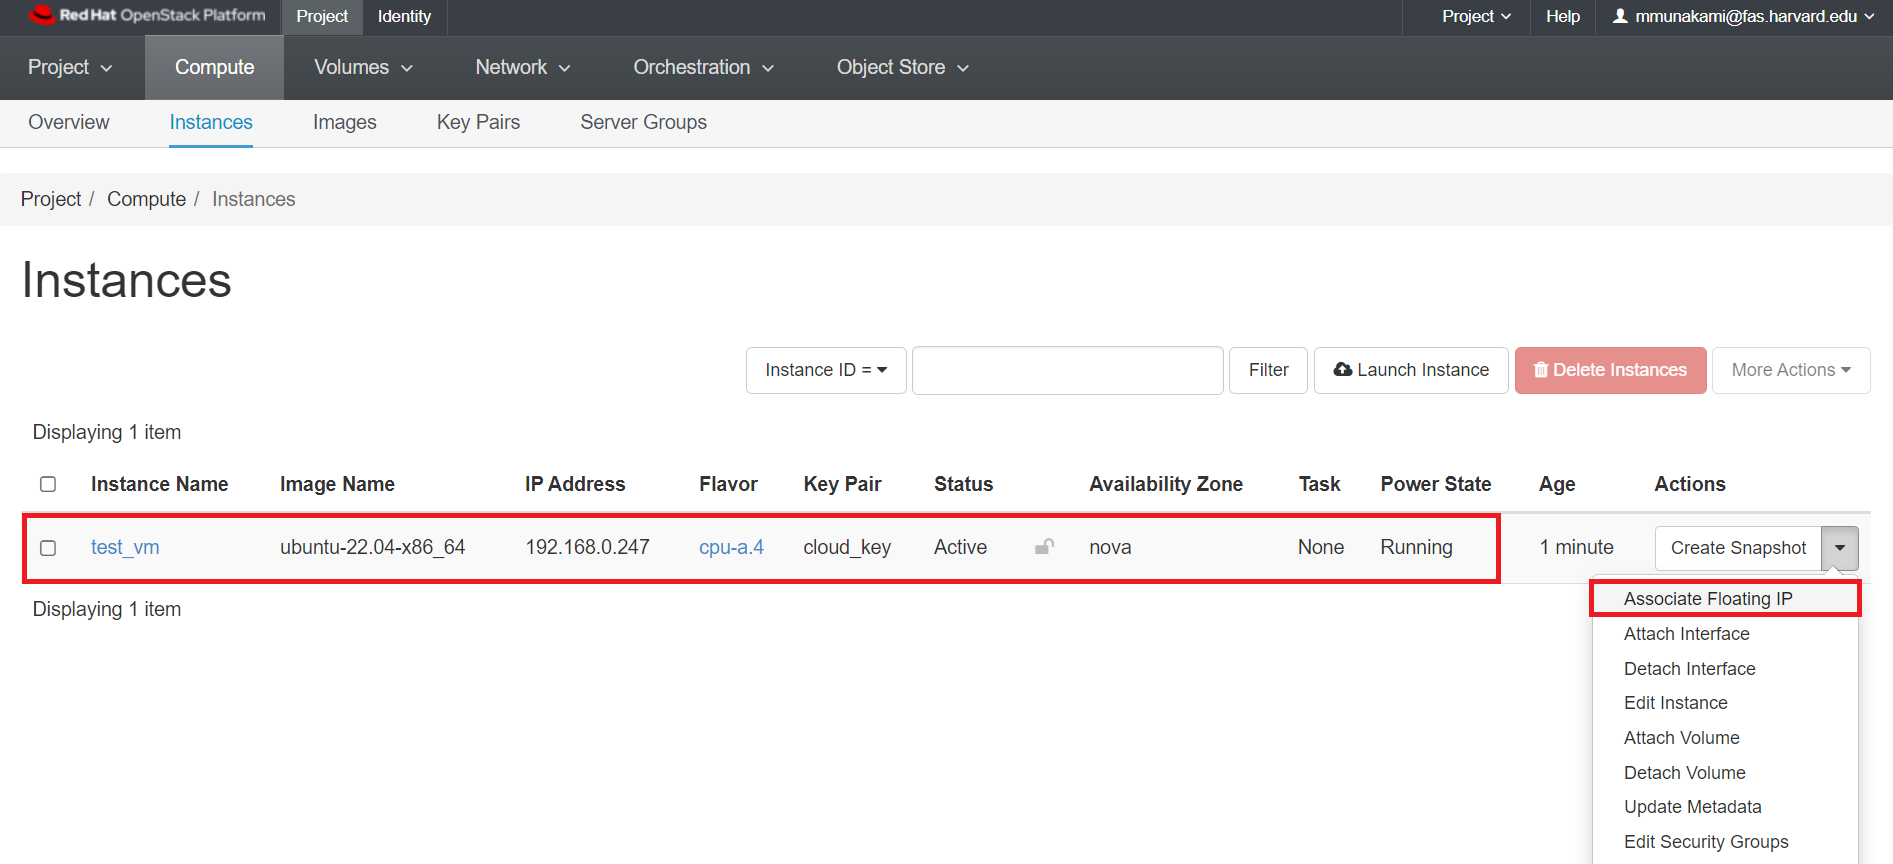 Red Hat OpenStack Platform Project Identity Project Help mmunakami@fas.harvard.edu
Project Compute Volumes Network Orchestration Object Store
Overview Instances Images Key Pairs Server Groups
Project / Compute / Instances
Instances
Instance ID = Filter Launch Instance Delete Instances More Actions
Displaying 1 item
Instance Name Image Name IP Address Flavor Key Pair Status Availability Zone Task Power State Age Actions
test_vm ubuntu-22.04-x86_64 192.168.0.247 cpu-a.4 cloud_key Active nova None Running 1 minute Create Snapshot
Displaying 1 item
Associate Floating IP
Attach Interface
Detach Interface
Edit Instance
Attach Volume
Detach Volume
Update Metadata
Edit Security Groups